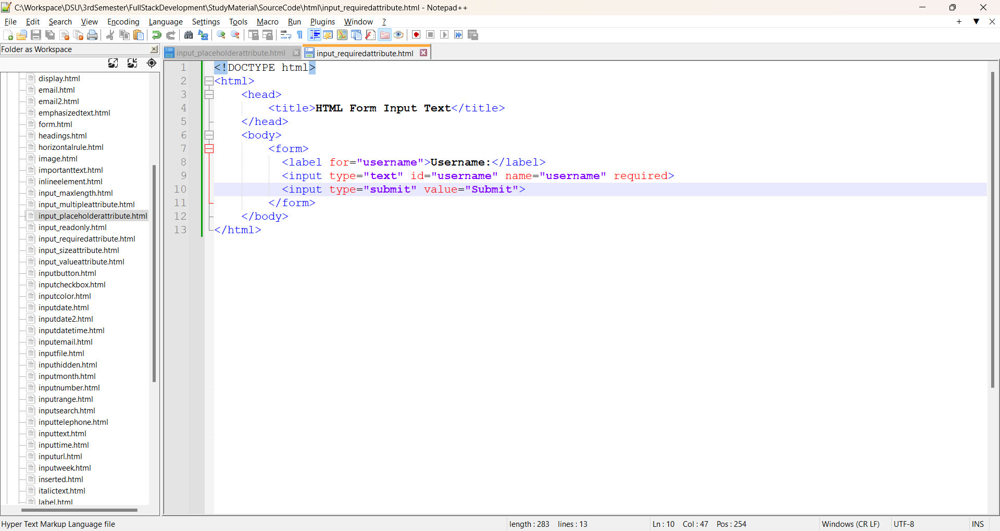 C:\Workspace\DSU\3rdSemester\FullStackDevelopment\StudyMaterial\SourceCode\html\input_requiredattribute.html - Notepad++
File Edit Search View Encoding Language Settings Tools Macro Run Plugins Window ?
Folder as Workspace
input_placeholderattribute.html
input_requiredattribute.html
display.html
email.html
email2.html
emphasizedtext.html
form.html
headings.html
horizontalrule.html
image.html
importanttext.html
inlineelement.html
input_maxlength.html
input_multipleattribute.html
input_placeholderattribute.html
input_readonly.html
input_requiredattribute.html
input_sizeattribute.html
input_valueattribute.html
inputbutton.html
inputcheckbox.html
inputcolor.html
inputdate.html
inputdate2.html
inputdatetime.html
inputemail.html
inputfile.html
inputhidden.html
inputmonth.html
inputnumber.html
inputrange.html
inputsearch.html
inputtelephone.html
inputtext.html
inputtime.html
inputurl.html
inputweek.html
inserted.html
italictext.html
label.html
1 <!DOCTYPE html>
2 <html>
3 <head>
4 <title>HTML Form Input Text</title>
5 </head>
6 <body>
7 <form>
8 <label for="username">Username:</label>
9 <input type="text" id="username" name="username" required>
10 <input type="submit" value="Submit">
11 </form>
12 </body>
13 </html>
Hyper Text Markup Language file
length : 283 lines : 13
Ln : 10 Col : 47 Pos : 254
Windows (CR LF)
UTF-8
INS